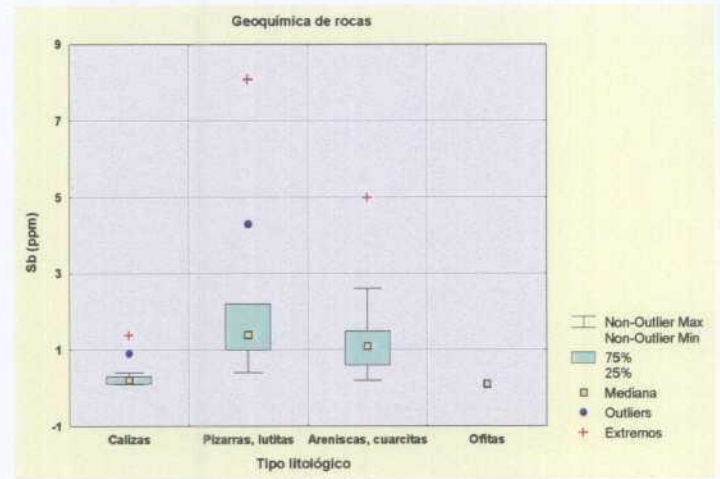 Geoquímica de rocas
Sb (ppm)
9
7
5
3
1
-1
Calizas
Pizarras, lutitas
Areniscas, cuarcitas
Ofitas
Tipo litológico
Non-Outlier Max
Non-Outlier Min
75%
25%
Mediana
Outliers
Extremos